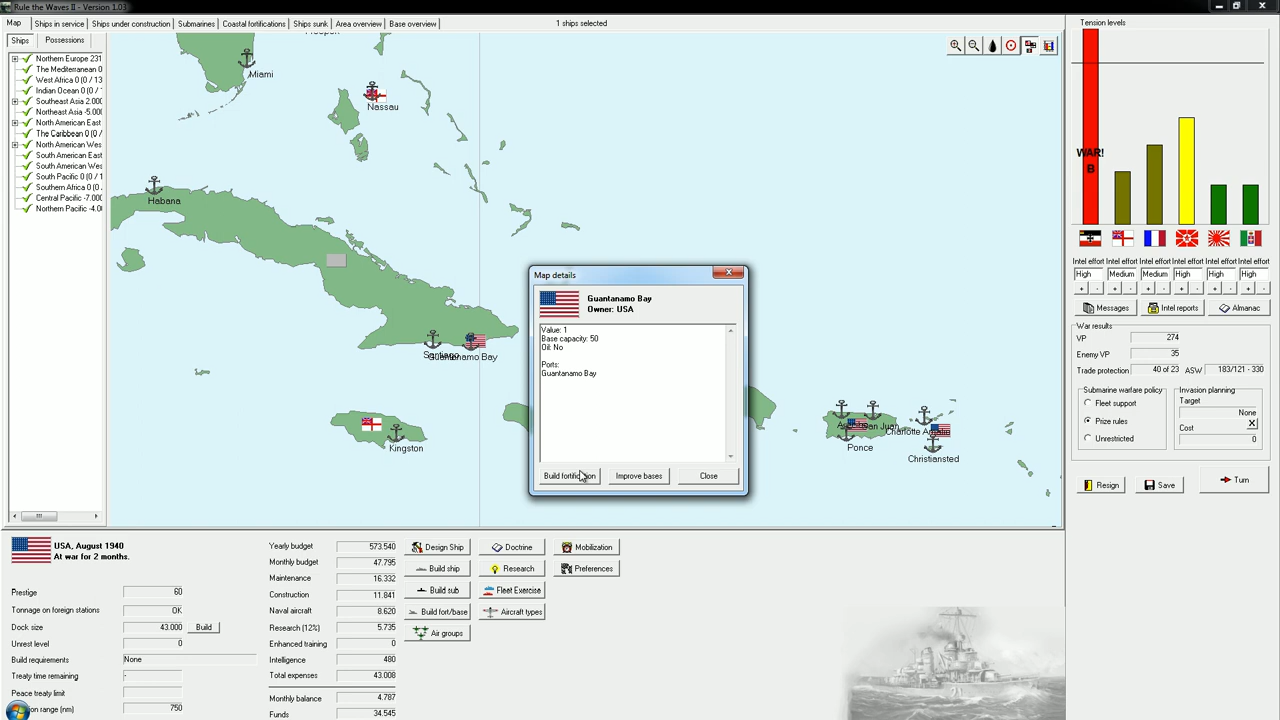 Rule the Waves II - Version 1.03
Map
Ships in service
Ships under construction
Submarines
Coastal fortifications
Ships sunk
Area overview
Base overview
1 ships selected
Ships
Possessions
Northern Europe 231
The Mediterranean 0
West Africa 0 (0 / 13
Indian Ocean 0 (0 /
Southeast Asia 2.000
Northeast Asia -5.000
North American East
The Caribbean 0 (0 /
North American Wes
South American East
South American Wes
South Pacific 0 (0 / 1
Southern Africa 0 (0 /
Central Pacific -7.000
Northern Pacific -4.0
Miami
Nassau
Habana
Santiago
Guantanamo Bay
Kingston
San Juan
Ponce
Charlotte Amalie
Christiansted
Map details
Guantanamo Bay
Owner: USA
Value: 1
Base capacity: 50
Oil: No
Ports:
Guantanamo Bay
Build fortification
Improve bases
Close
Tension levels
WAR!
B
Intel effort Intel effort Intel effort Intel effort Intel effort Intel effort
High Medium Medium High High High
+ - + - + - + - + - + -
Messages
Intel reports
Almanac
War results
VP 274
Enemy VP 35
Trade protection 40 of 23 ASW 183/121 - 330
Submarine warfare policy
Fleet support
Prize rules
Unrestricted
Invasion planning
Target
None
Cost X
0
Resign
Save
Turn
USA, August 1940
At war for 2 months.
Prestige 60
Tonnage on foreign stations OK
Dock size 43.000 Build
Unrest level 0
Build requirements None
Treaty time remaining -
Peace treaty limit
on range (nm) 750
Yearly budget 573.540
Monthly budget 47.795
Maintenance 16.332
Construction 11.841
Naval aircraft 8.620
Research (12%) 5.735
Enhanced training 0
Intelligence 480
Total expenses 43.008
Monthly balance 4.787
Funds 34.545
Design Ship
Doctrine
Mobilization
Build ship
Research
Preferences
Build sub
Fleet Exercise
Build fort/base
Aircraft types
Air groups